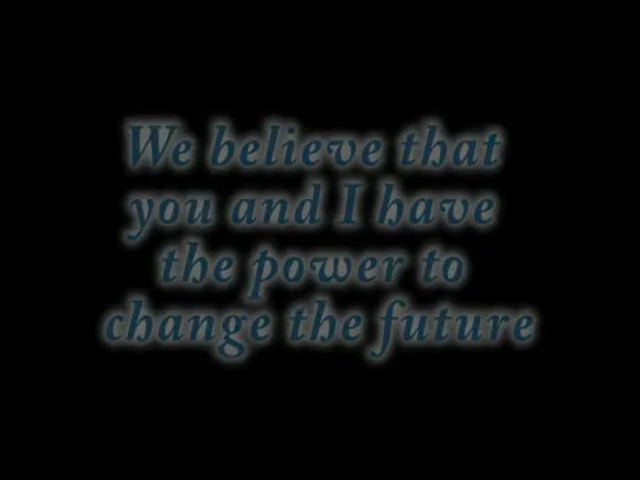 We believe that
you and I have
the power to
change the future